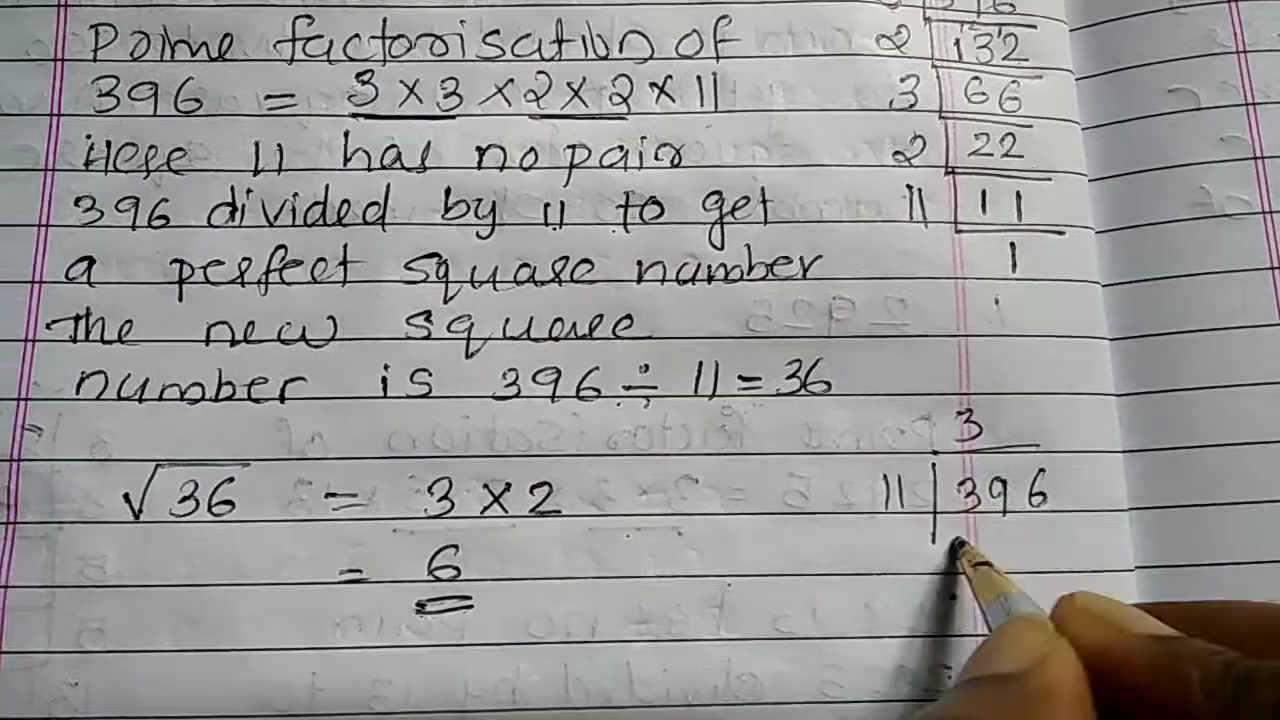 Prime factorisation of
396 = 3 × 3 × 2 × 2 × 11
Here 11 has no pair
396 divided by 11 to get
a perfect square number
The new square
number is 396 ÷ 11 = 36
√36 = 3 × 2
= 6
2 | 132
3 | 66
2 | 22
11 | 11
1
3
11 | 396